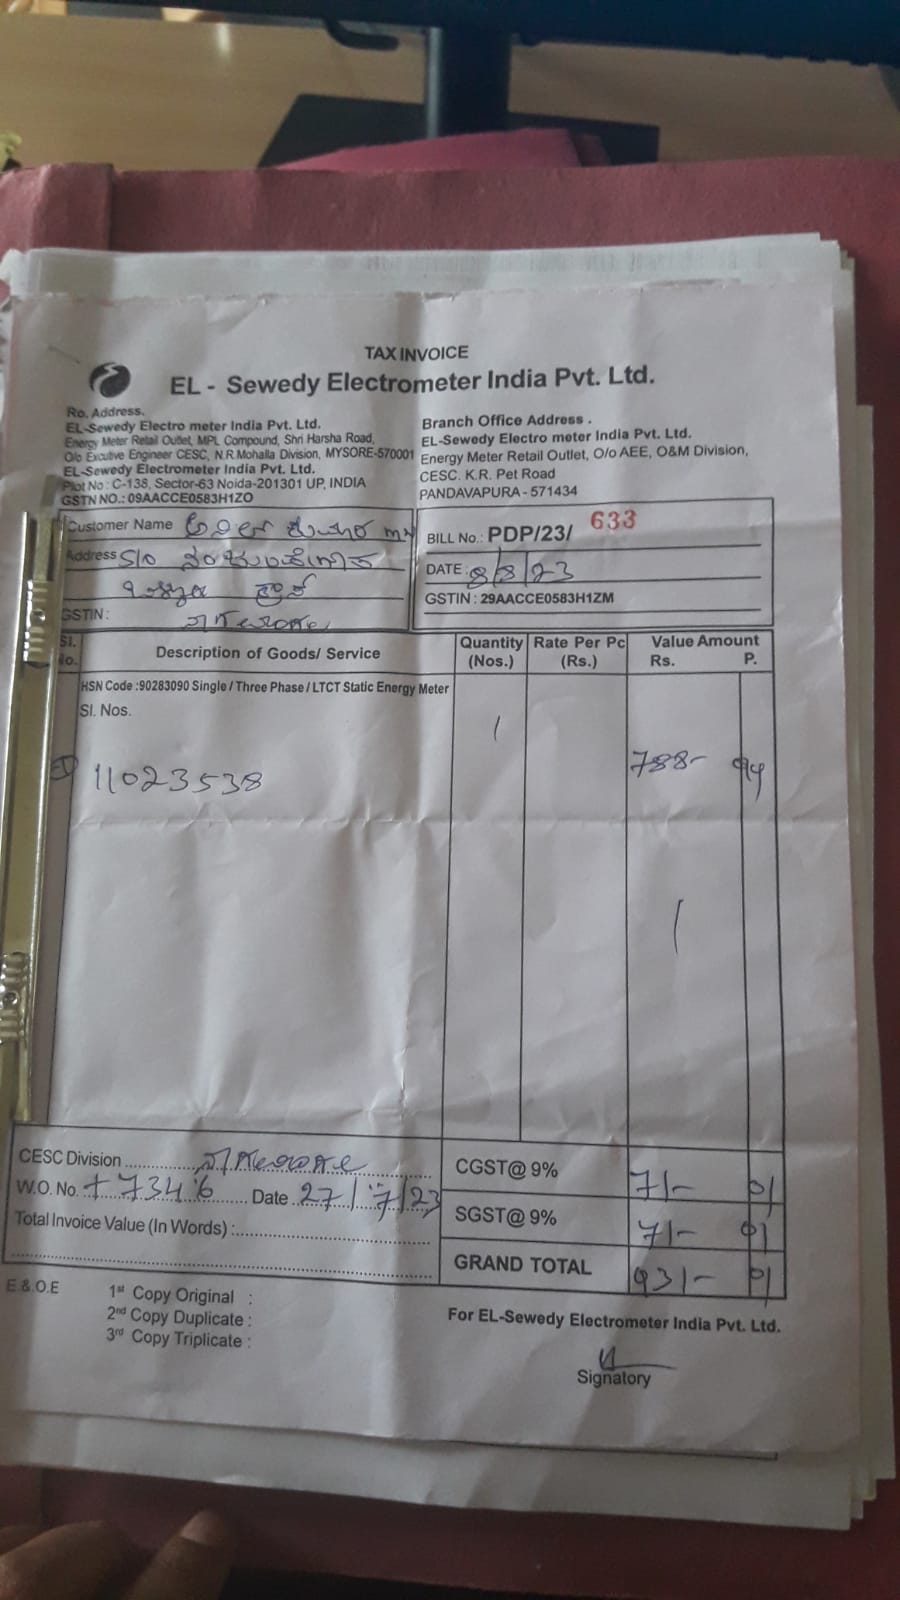 TAX INVOICE
EL - Sewedy Electrometer India Pvt. Ltd.
Ro. Address.
EL-Sewedy Electro meter India Pvt. Ltd.
Energy Meter Retail Outlet, MPL Compound, Shri Harsha Road,
O/o Excutive Engineer CESC, N.R.Mohalla Division, MYSORE-570001
EL-Sewedy Electrometer India Pvt. Ltd.
Plot No : C-138, Sector-63 Noida-201301 UP, INDIA
GSTN NO.: 09AACCE0583H1ZO
Branch Office Address .
EL-Sewedy Electro meter India Pvt. Ltd.
Energy Meter Retail Outlet, O/o AEE, O&M Division,
CESC. K.R. Pet Road
PANDAVAPURA - 571434
Customer Name
Address S/O
GSTIN :
BILL No.: PDP/23/ 633
DATE : 8/8/23
GSTIN : 29AACCE0583H1ZM
Sl. No. Description of Goods/ Service Quantity (Nos.) Rate Per Pc (Rs.) Value Amount Rs. P.
HSN Code :90283090 Single / Three Phase / LTCT Static Energy Meter
Sl. Nos.
1
11023538 788- 94
CESC Division
W.O. No. 7346 Date 27/7/23
Total Invoice Value (In Words) :
CGST@ 9% 71- 01
SGST@ 9% 71- 01
GRAND TOTAL 931- 01
E & O.E
1st Copy Original :
2nd Copy Duplicate :
3rd Copy Triplicate :
For EL-Sewedy Electrometer India Pvt. Ltd.
Signatory